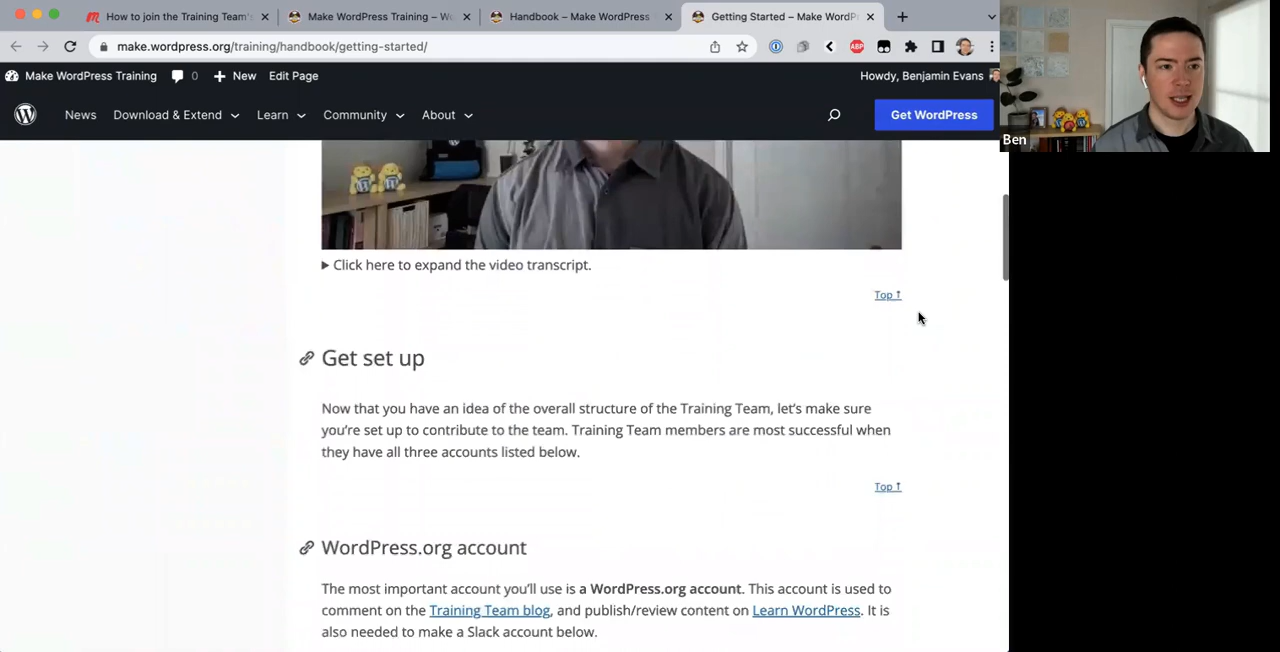 How to join the Training Team's
Make WordPress Training – Wo
Handbook – Make WordPress
Getting Started – Make WordPr
make.wordpress.org/training/handbook/getting-started/
ABP
Make WordPress Training 0 New Edit Page
Howdy, Benjamin Evans
News Download & Extend Learn Community About Get WordPress
Ben
Click here to expand the video transcript.
Top ↑
Get set up
Now that you have an idea of the overall structure of the Training Team, let's make sure
you're set up to contribute to the team. Training Team members are most successful when
they have all three accounts listed below.
Top ↑
WordPress.org account
The most important account you'll use is a WordPress.org account. This account is used to
comment on the Training Team blog, and publish/review content on Learn WordPress. It is
also needed to make a Slack account below.